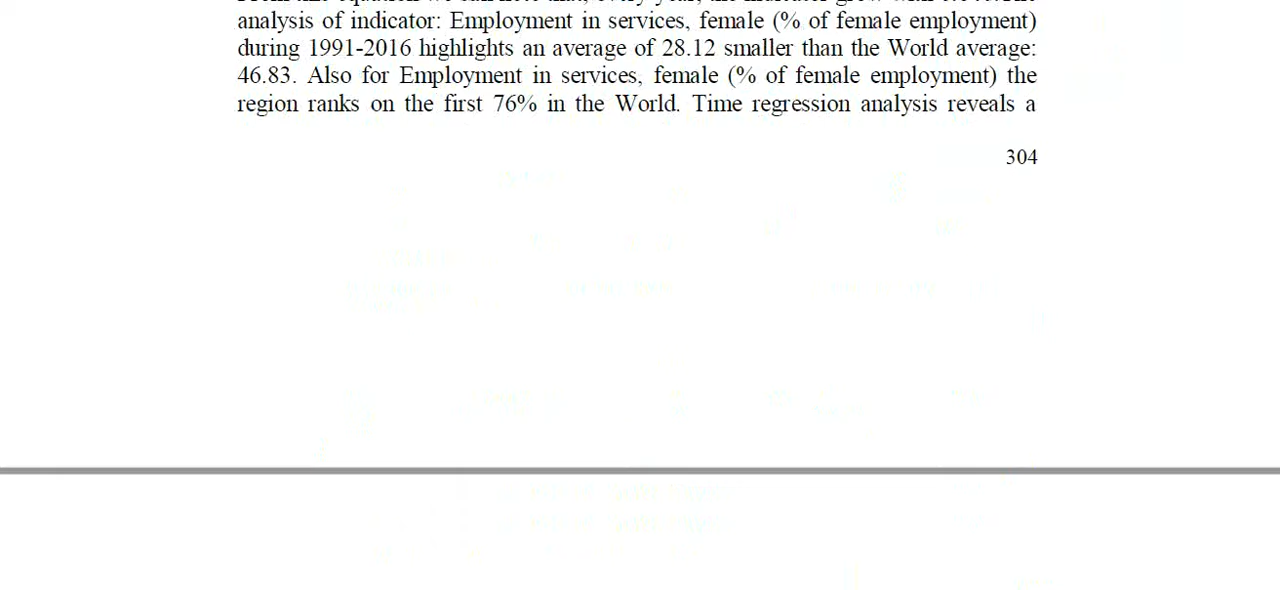 analysis of indicator: Employment in services, female (% of female employment)
during 1991-2016 highlights an average of 28.12 smaller than the World average:
46.83. Also for Employment in services, female (% of female employment) the
region ranks on the first 76% in the World. Time regression analysis reveals a
304